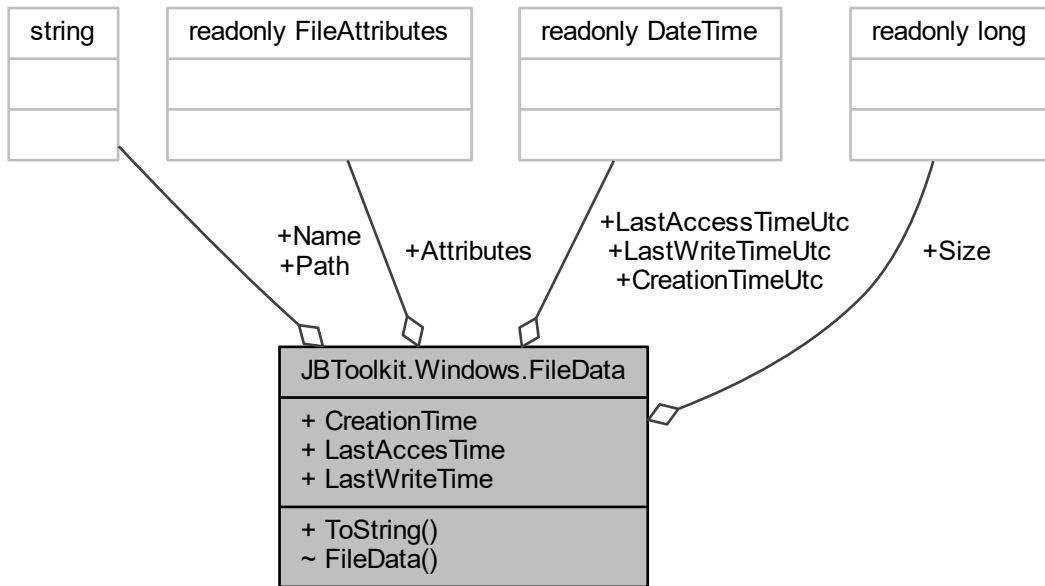 string
readonly FileAttributes
readonly DateTime
readonly long
+Name
+Path
+Attributes
+LastAccessTimeUtc
+LastWriteTimeUtc
+CreationTimeUtc
+Size
JBToolkit.Windows.FileData
+ CreationTime
+ LastAccesTime
+ LastWriteTime
+ ToString()
~ FileData()